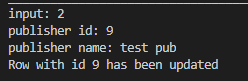 input: 2
publisher id: 9
publisher name: test pub
Row with id 9 has been updated